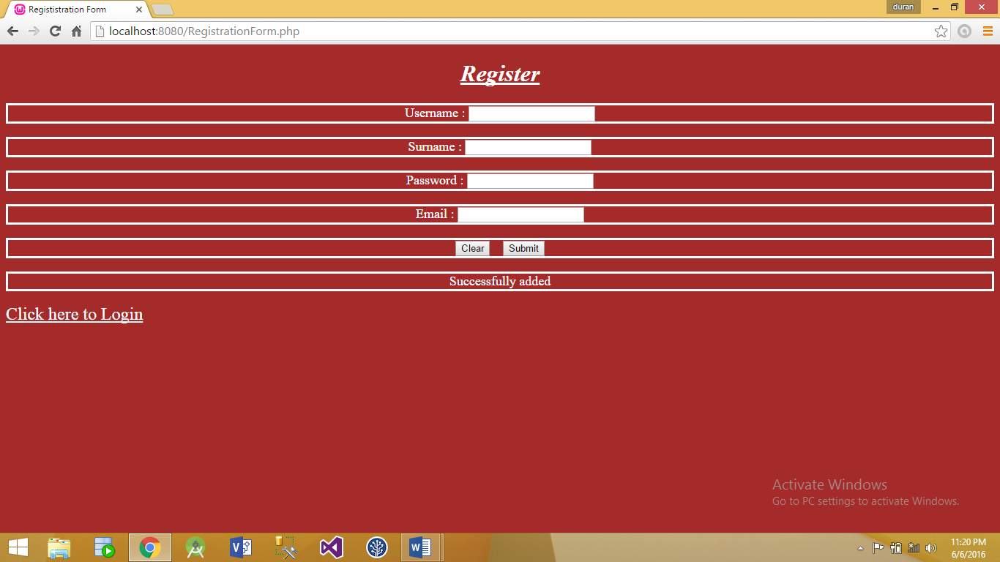 Regististration Form
duran
localhost:8080/RegistrationForm.php
Register
Username :
Surname :
Password :
Email :
Clear Submit
Successfully added
Click here to Login
Activate Windows
Go to PC settings to activate Windows.
11:20 PM
6/6/2016